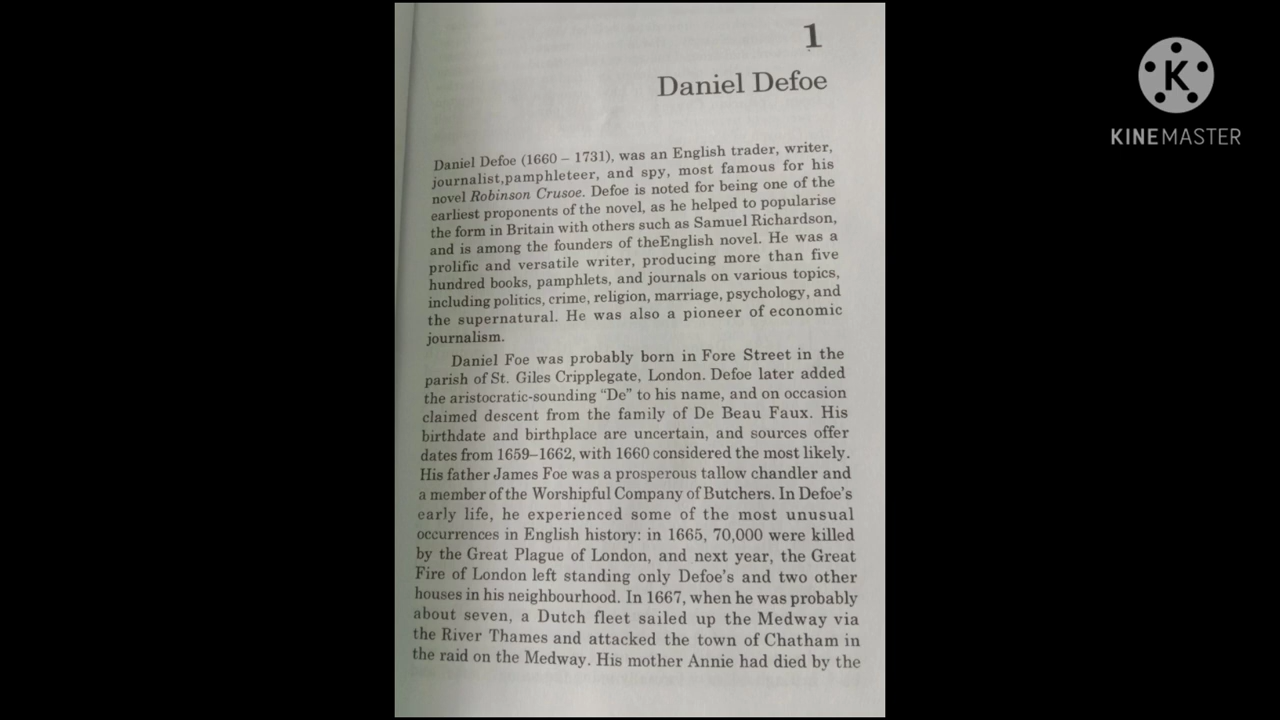 1
Daniel Defoe
Daniel Defoe (1660 – 1731), was an English trader, writer,
journalist,pamphleteer, and spy, most famous for his
novel Robinson Crusoe. Defoe is noted for being one of the
earliest proponents of the novel, as he helped to popularise
the form in Britain with others such as Samuel Richardson,
and is among the founders of theEnglish novel. He was a
prolific and versatile writer, producing more than five
hundred books, pamphlets, and journals on various topics,
including politics, crime, religion, marriage, psychology, and
the supernatural. He was also a pioneer of economic
journalism.
Daniel Foe was probably born in Fore Street in the
parish of St. Giles Cripplegate, London. Defoe later added
the aristocratic-sounding “De” to his name, and on occasion
claimed descent from the family of De Beau Faux. His
birthdate and birthplace are uncertain, and sources offer
dates from 1659–1662, with 1660 considered the most likely.
His father James Foe was a prosperous tallow chandler and
a member of the Worshipful Company of Butchers. In Defoe’s
early life, he experienced some of the most unusual
occurrences in English history: in 1665, 70,000 were killed
by the Great Plague of London, and next year, the Great
Fire of London left standing only Defoe’s and two other
houses in his neighbourhood. In 1667, when he was probably
about seven, a Dutch fleet sailed up the Medway via
the River Thames and attacked the town of Chatham in
the raid on the Medway. His mother Annie had died by the
K
KINEMASTER